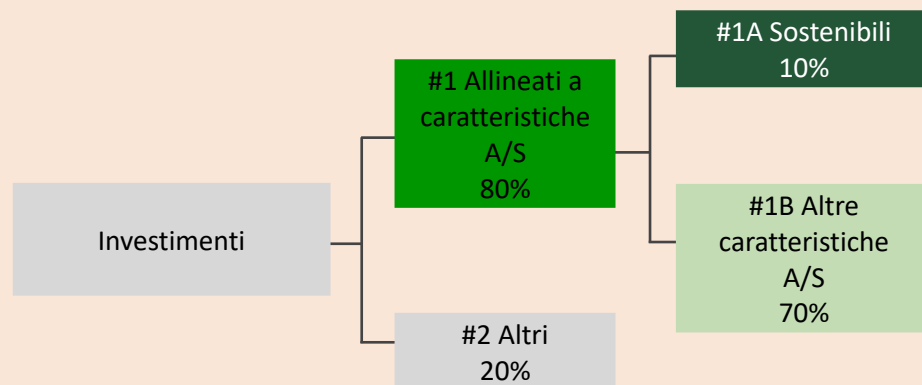 Investimenti
#1 Allineati a
caratteristiche
A/S
80%
#2 Altri
20%
#1A Sostenibili
10%
#1B Altre
caratteristiche
A/S
70%